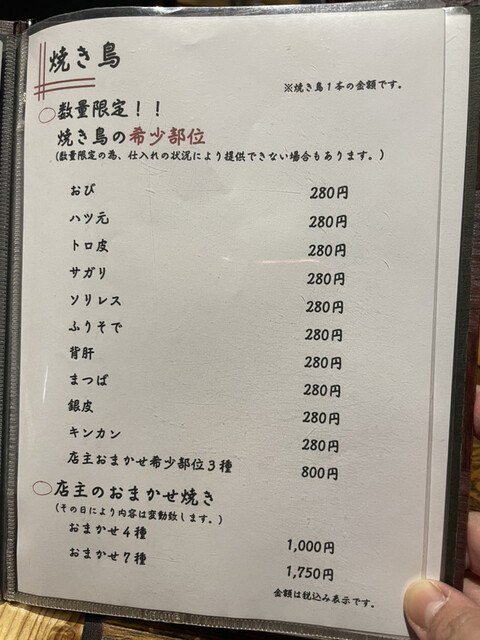 焼き鳥
※焼き鳥1本の金額です。
○数量限定！！
焼き鳥の希少部位
(数量限定の為、仕入れの状況により提供できない場合もあります。)
おび 280円
ハツ元 280円
トロ皮 280円
サガリ 280円
ソリレス 280円
ふりそで 280円
背肝 280円
まつば 280円
銀皮 280円
キンカン 280円
店主おまかせ希少部位3種 800円
○店主のおまかせ焼き
(その日により内容は変動致します。)
おまかせ4種 1,000円
おまかせ7種 1,750円
金額は税込み表示です。